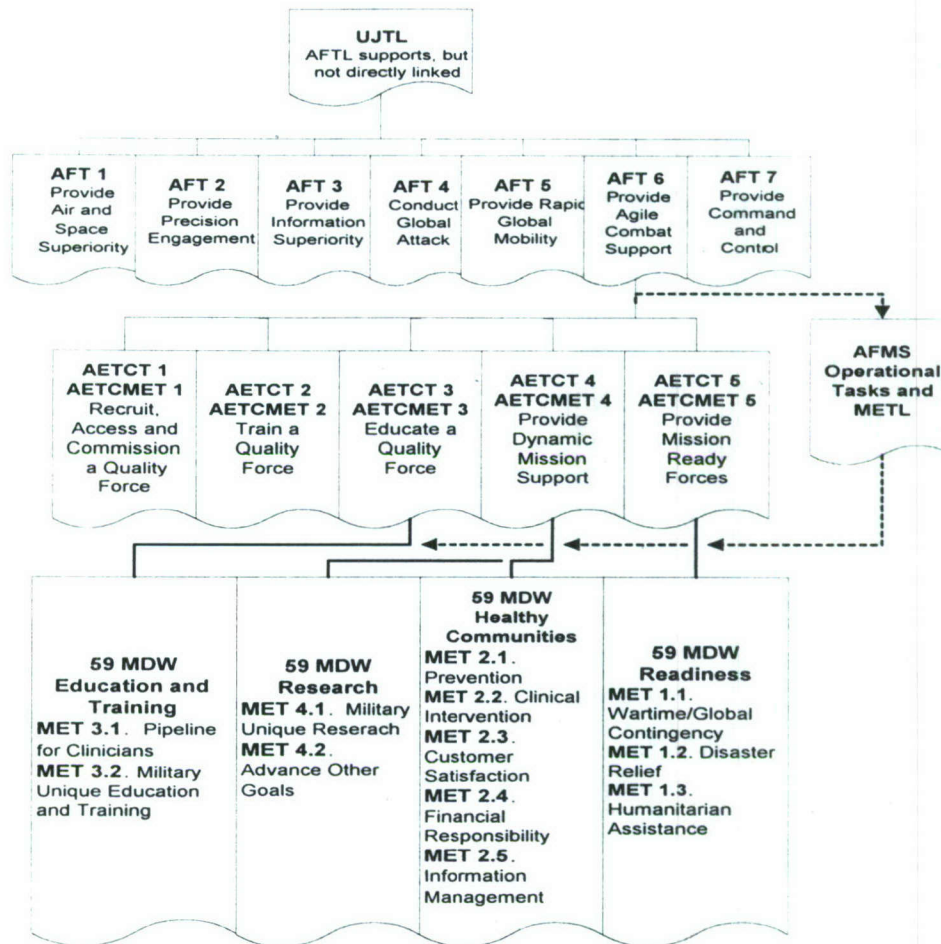 UJTL
AFTL supports, but
not directly linked
AFT 1
Provide
Air and
Space
Superiority
AFT 2
Provide
Precision
Engagement
AFT 3
Provide
Information
Superiority
AFT 4
Conduct
Global
Attack
AFT 5
Provide Rapid
Global
Mobility
AFT 6
Provide
Agile
Combat
Support
AFT 7
Provide
Command
and
Control
AETCT 1
AETCMET 1
Recruit,
Access and
Commission
a Quality
Force
AETCT 2
AETCMET 2
Train a
Quality
Force
AETCT 3
AETCMET 3
Educate a
Quality
Force
AETCT 4
AETCMET 4
Provide
Dynamic
Mission
Support
AETCT 5
AETCMET 5
Provide
Mission
Ready
Forces
AFMS
Operational
Tasks and
METL
59 MDW
Education and
Training
MET 3.1. Pipeline
for Clinicians
MET 3.2. Military
Unique Education
and Training
59 MDW
Research
MET 4.1. Military
Unique Reserach
MET 4.2.
Advance Other
Goals
59 MDW
Healthy
Communities
MET 2.1.
Prevention
MET 2.2. Clinical
Intervention
MET 2.3.
Customer
Satisfaction
MET 2.4.
Financial
Responsibility
MET 2.5.
Information
Management
59 MDW
Readiness
MET 1.1.
Wartime/Global
Contingency
MET 1.2. Disaster
Relief
MET 1.3.
Humanitarian
Assistance